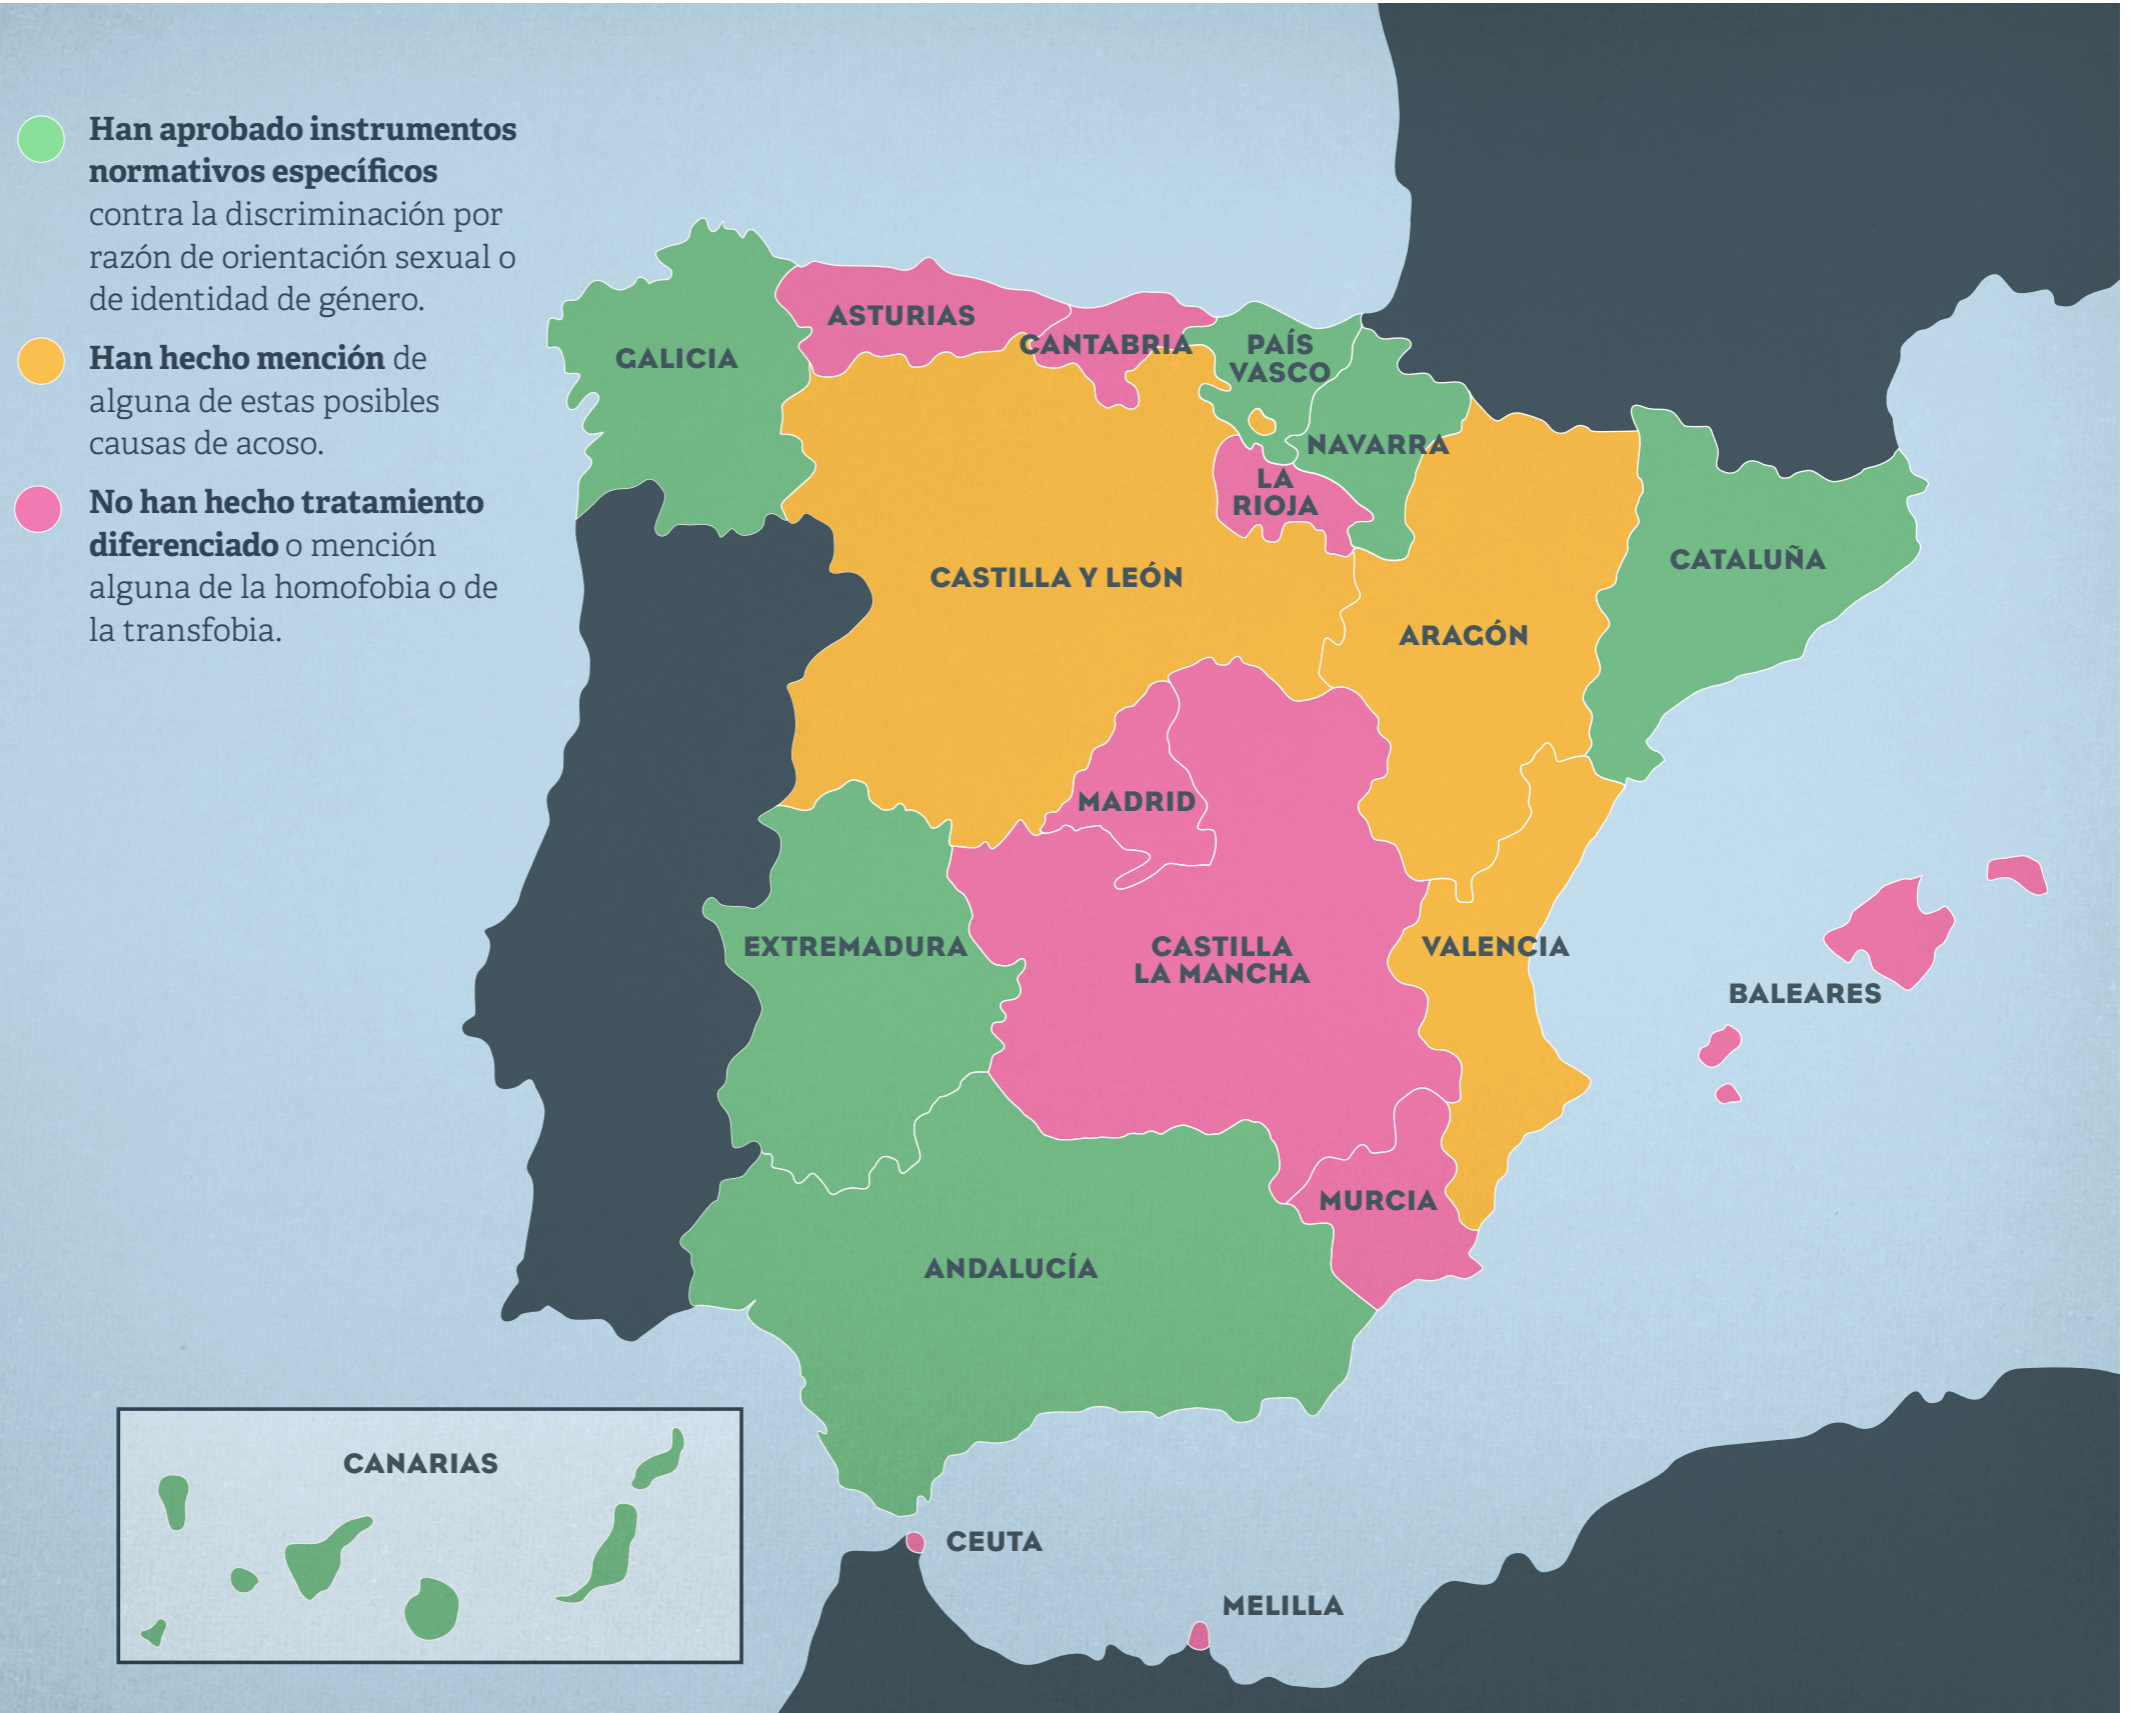 Han aprobado instrumentos
normativos específicos
contra la discriminación por
razón de orientación sexual o
de identidad de género.
Han hecho mención de
alguna de estas posibles
causas de acoso.
No han hecho tratamiento
diferenciado o mención
alguna de la homofobia o de
la transfobia.
GALICIA
ASTURIAS
CANTABRIA
PAÍS
VASCO
NAVARRA
LA
RIOJA
CASTILLA Y LEÓN
ARAGÓN
CATALUÑA
MADRID
EXTREMADURA
CASTILLA
LA MANCHA
VALENCIA
BALEARES
MURCIA
ANDALUCÍA
CANARIAS
CEUTA
MELILLA